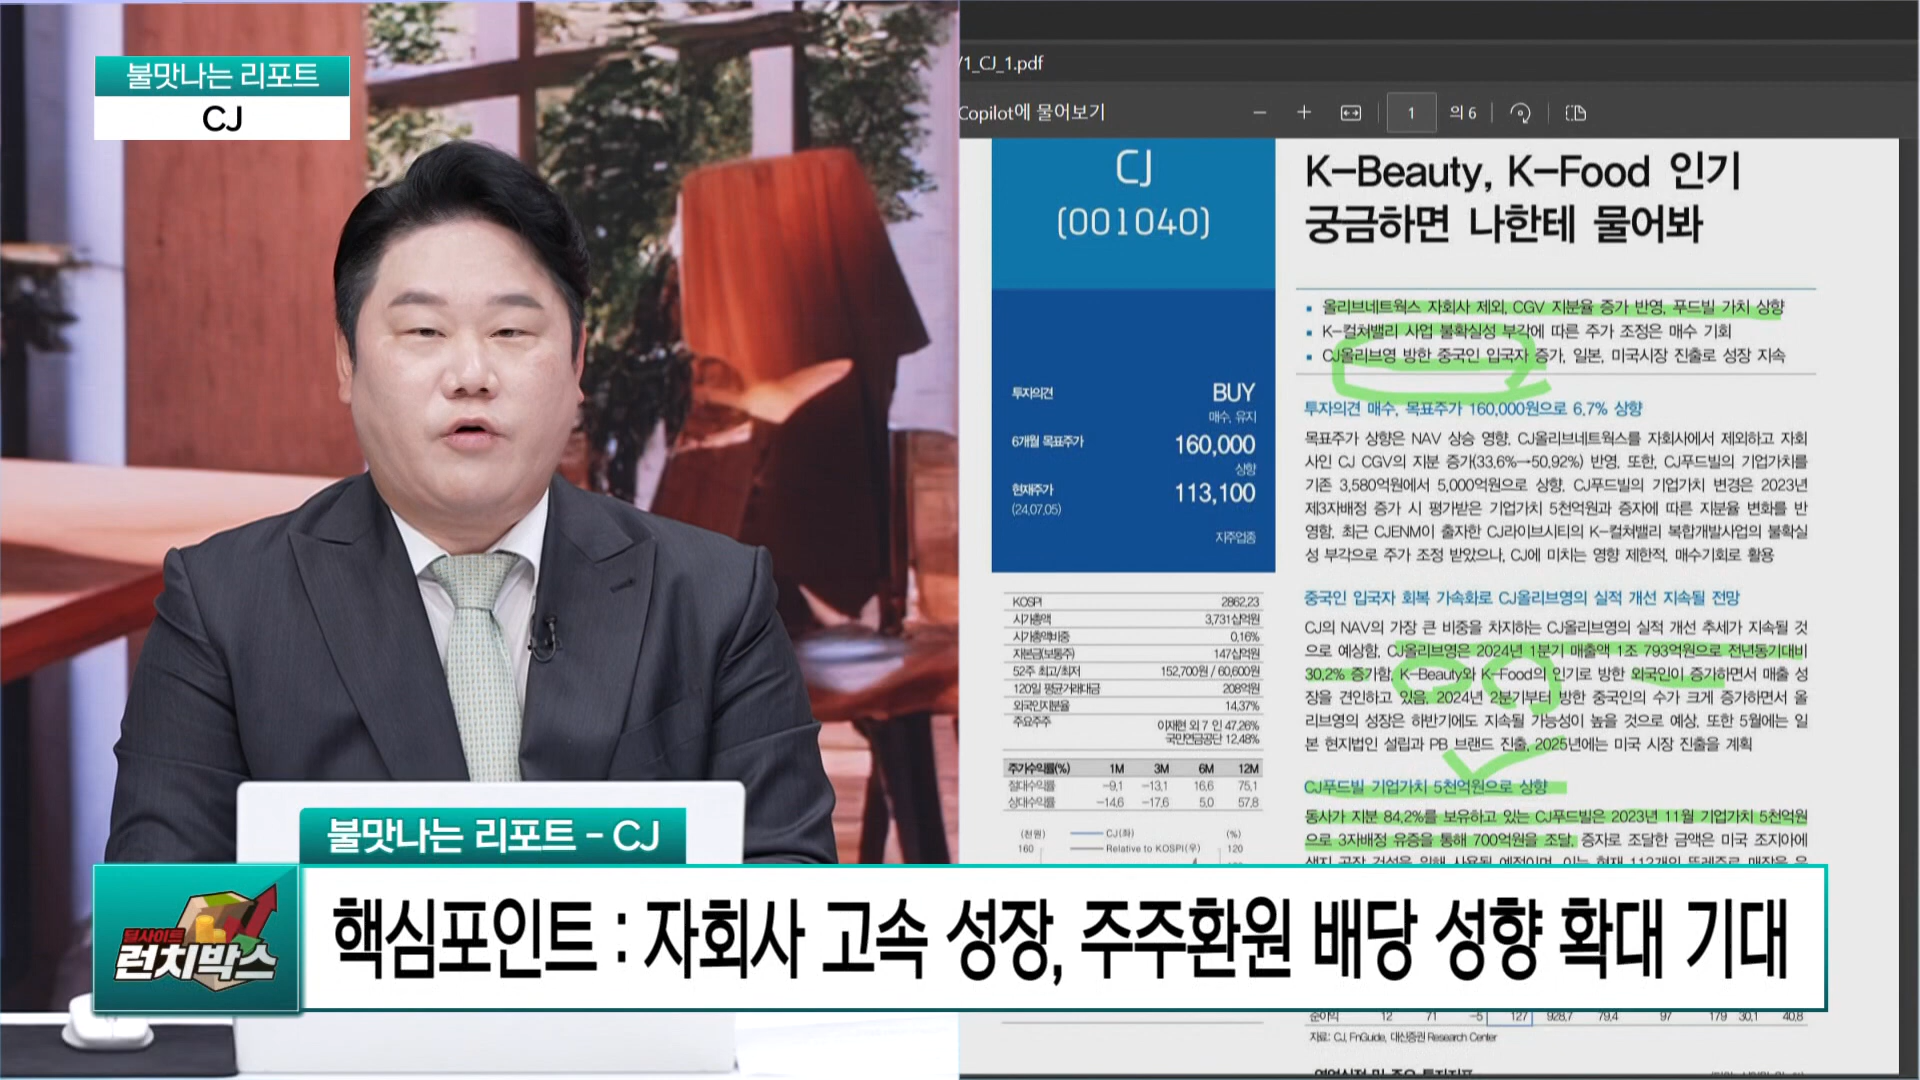 불맛나는 리포트
CJ
/1_CJ_1.pdf
Copilot에 물어보기
1
의 6
CJ
(001040)
K-Beauty, K-Food 인기
궁금하면 나한테 물어봐
투자의견
BUY
매수, 유지
6개월 목표주가
160,000
상향
현재주가
113,100
(24.07.05)
지주업종
올리브네트웍스 자회사 제외, CGV 지분율 증가 반영, 푸드빌 가치 상향
K-컬쳐밸리 사업 불확실성 부각에 따른 주가 조정은 매수 기회
CJ올리브영 방한 중국인 입국자 증가, 일본, 미국시장 진출로 성장 지속
투자의견 매수, 목표주가 160,000원으로 6.7% 상향
목표주가 상향은 NAV 상승 영향. CJ올리브네트웍스를 자회사에서 제외하고 자회
사인 CJ CGV의 지분 증가(33.6%→50.92%) 반영. 또한, CJ푸드빌의 기업가치를
기존 3,580억원에서 5,000억원으로 상향. CJ푸드빌의 기업가치 변경은 2023년
제3자배정 증가 시 평가받은 기업가치 5천억원과 증자에 따른 지분율 변화를 반
영함. 최근 CJENM이 출자한 CJ라이브시티의 K-컬쳐밸리 복합개발사업의 불확실
성 부각으로 주가 조정 받았으나, CJ에 미치는 영향 제한적, 매수기회로 활용
중국인 입국자 회복 가속화로 CJ올리브영의 실적 개선 지속될 전망
CJ의 NAV의 가장 큰 비중을 차지하는 CJ올리브영의 실적 개선 추세가 지속될 것
으로 예상함. CJ올리브영은 2024년 1분기 매출액 1조 793억원으로 전년동기대비
30.2% 증가함. K-Beauty와 K-Food의 인기로 방한 외국인이 증가하면서 매출 성
장을 견인하고 있음. 2024년 2분기부터 방한 중국인의 수가 크게 증가하면서 올
리브영의 성장은 하반기에도 지속될 가능성이 높을 것으로 예상. 또한 5월에는 일
본 현지법인 설립과 PB 브랜드 진출, 2025년에는 미국 시장 진출을 계획
CJ푸드빌 기업가치 5천억원으로 상향
동사가 지분 84.2%를 보유하고 있는 CJ푸드빌은 2023년 11월 기업가치 5천억원
으로 3자배정 유증을 통해 700억원을 조달. 증자로 조달한 금액은 미국 조지아에
KOSPI 2862.23
시가총액 3,731십억원
시가총액비중 0.16%
자본금(보통주) 147십억원
52주 최고/최저 152,700원 / 60,600원
120일 평균거래대금 208억원
외국인지분율 14.37%
주요주주 이재현 외 7 인 47.26%
국민연금공단 12.48%
주가수익률(%) 1M 3M 6M 12M
절대수익률 -9.1 -13.1 16.6 75.1
상대수익률 -14.6 -17.6 5.0 57.8
(천원) CJ(좌) (%)
160 Relative to KOSPI(우) 120
불맛나는 리포트 - CJ
딜사이트
런치박스
핵심포인트 : 자회사 고속 성장, 주주환원 배당 성향 확대 기대
순이익 12 71 -5 127 928.7 79.4 97 179 30.1 40.8
자료: CJ, FnGuide, 대신증권 Research Center